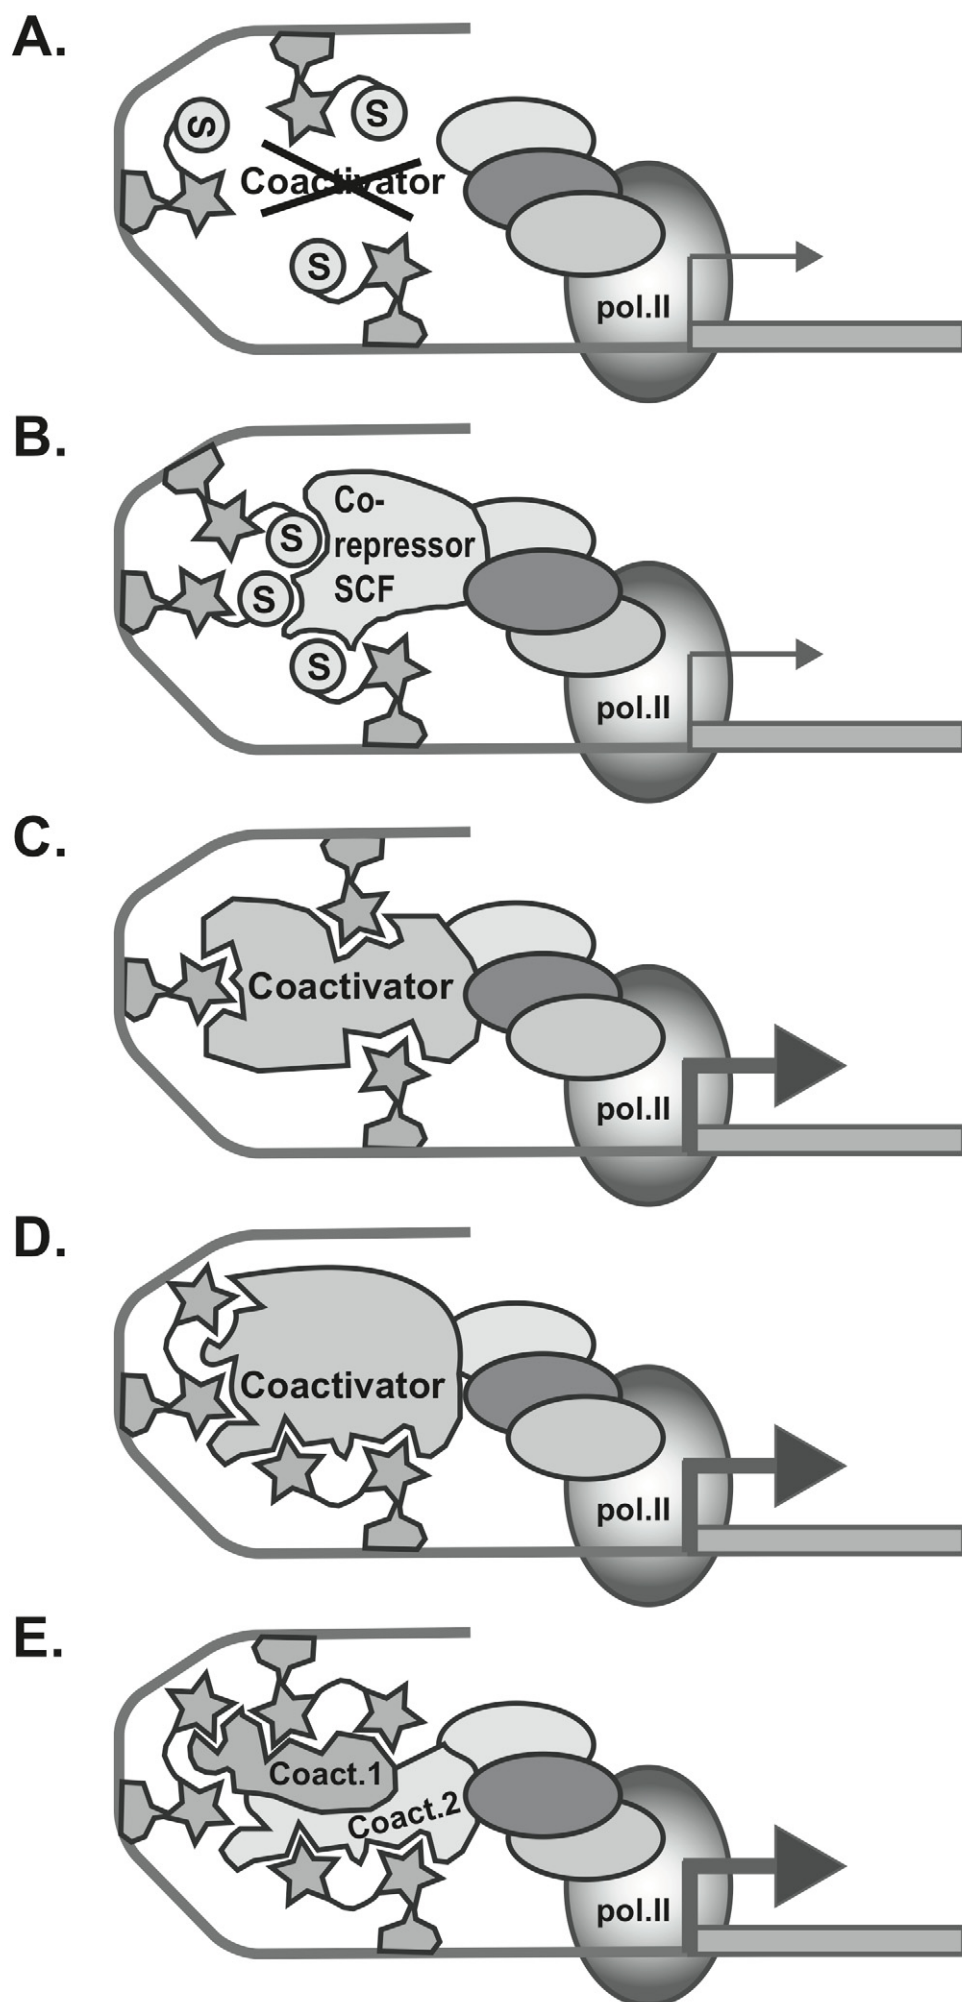 A.
S
S
Coactivator
S
pol.II
B.
Co-
repressor
SCF
S
S
S
pol.II
C.
Coactivator
pol.II
D.
Coactivator
pol.II
E.
Coact.1
Coact.2
pol.II